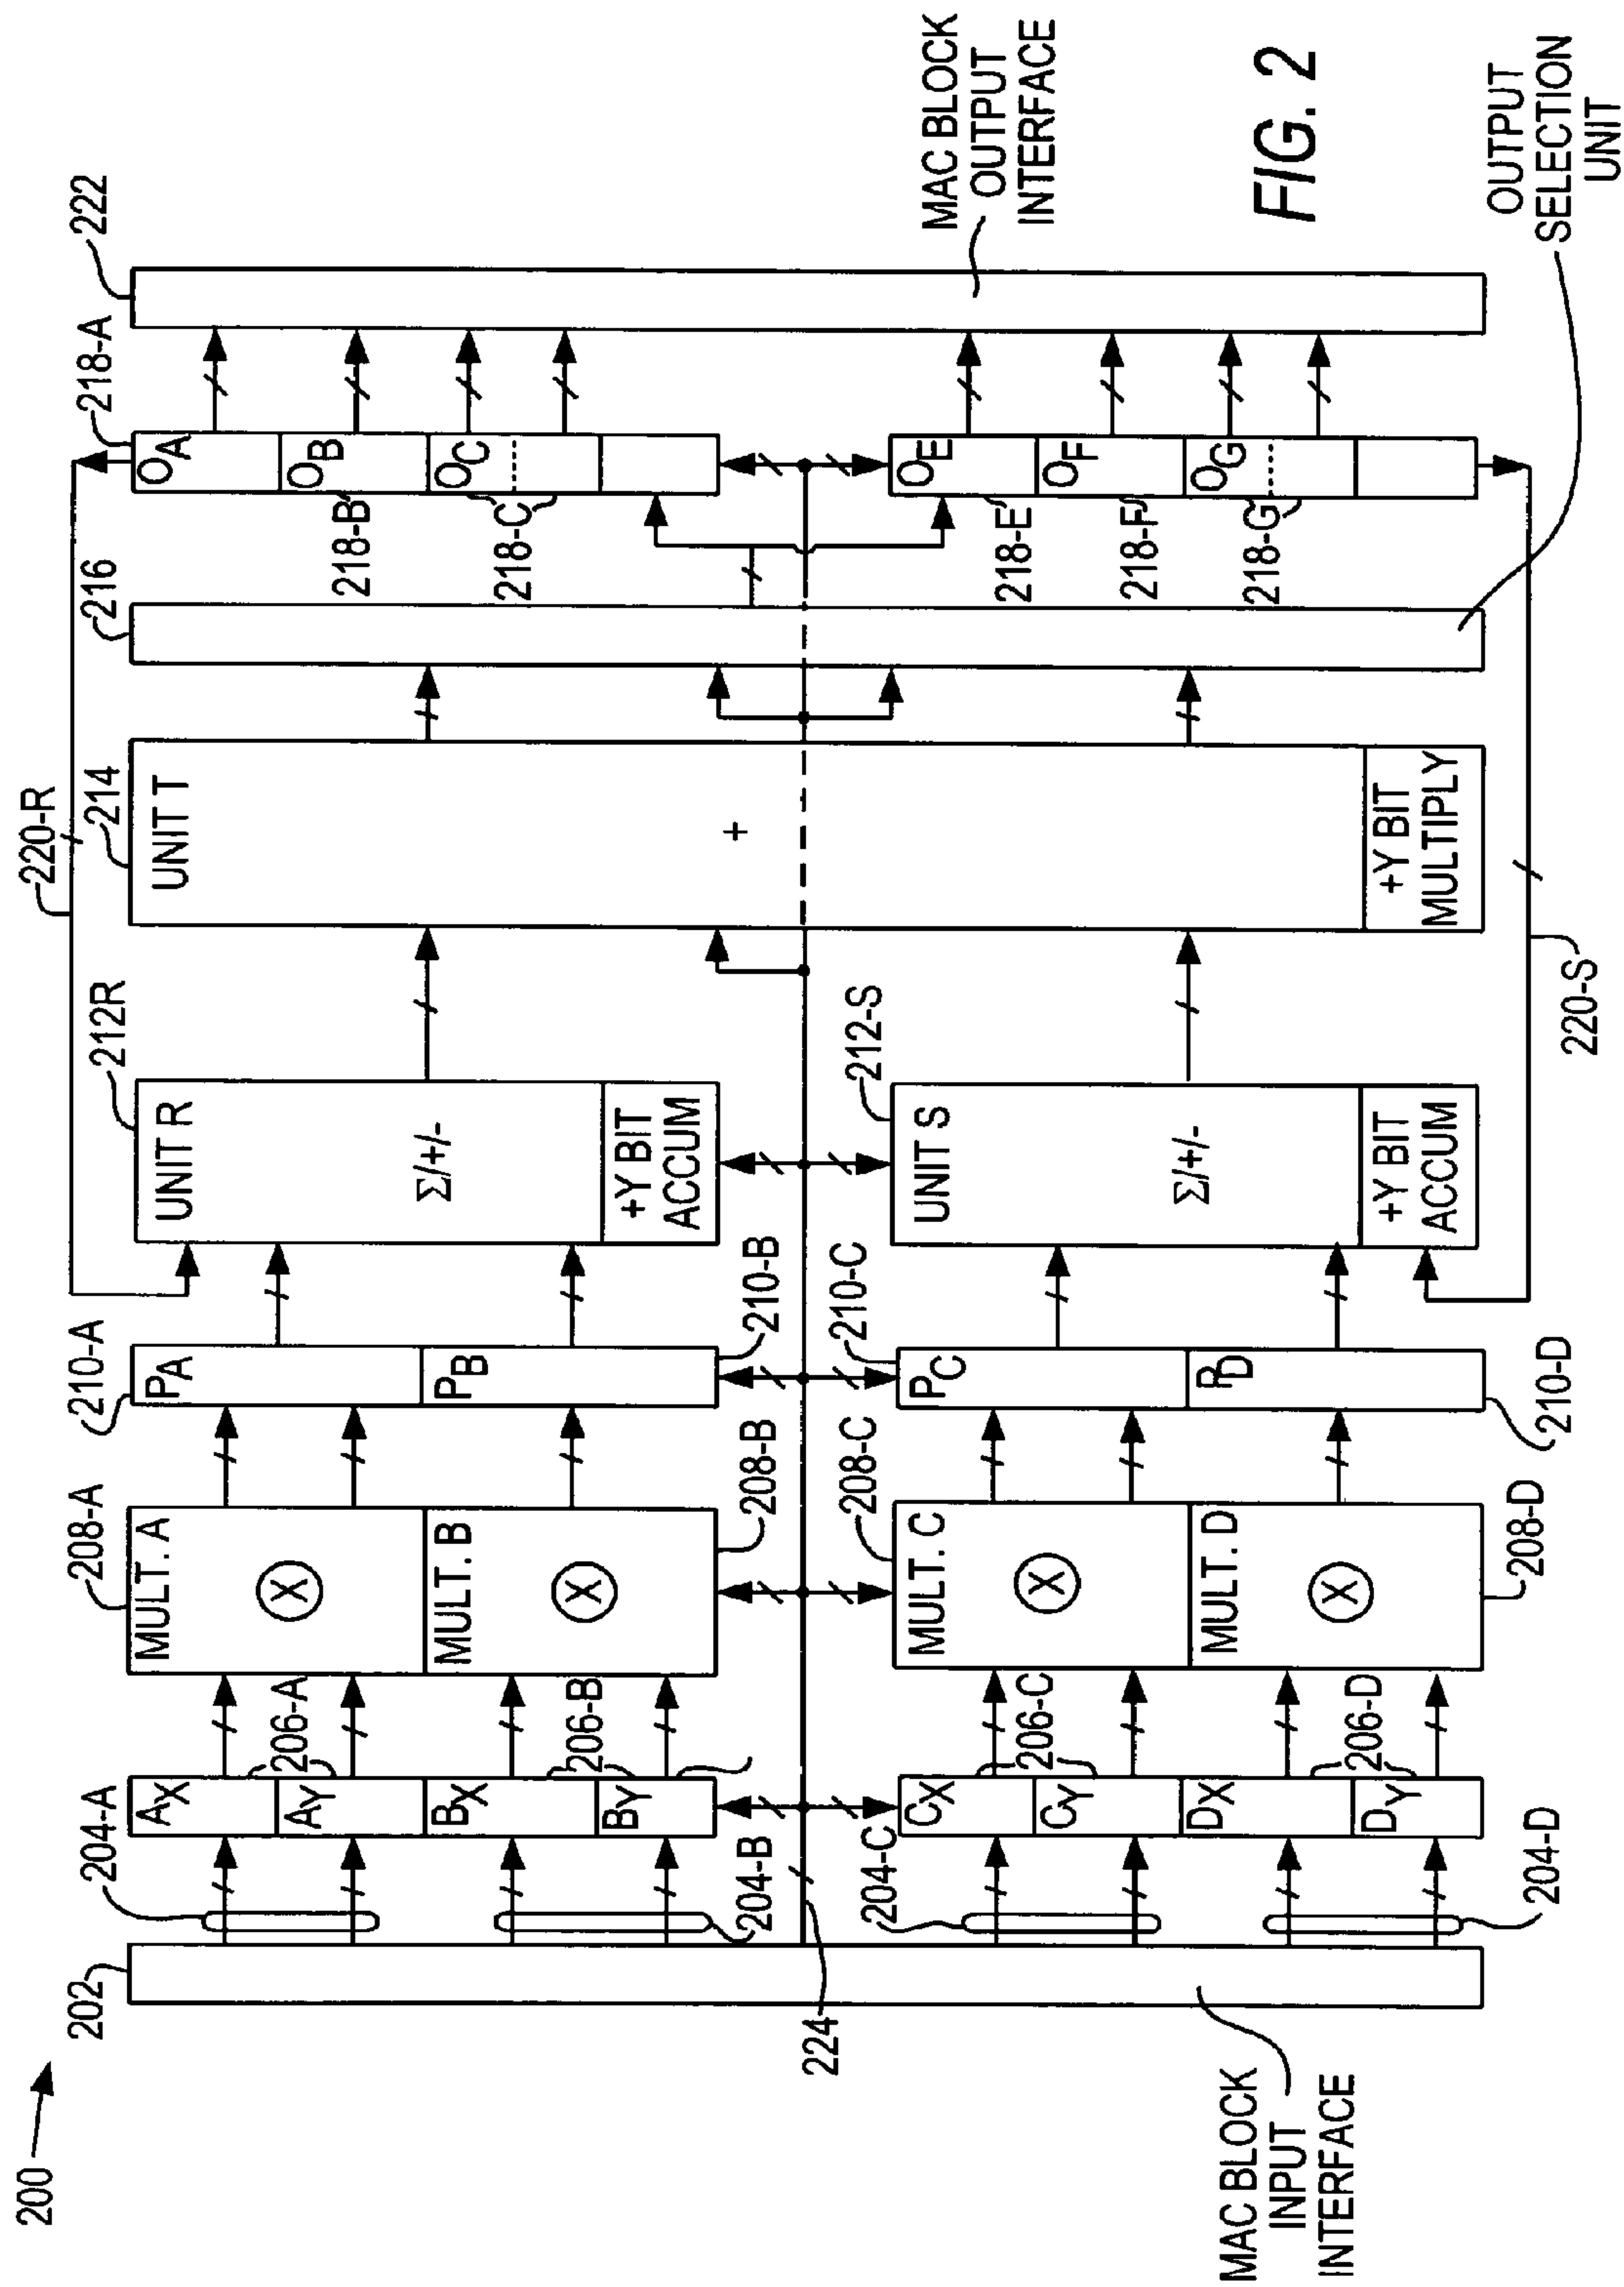 200
202
MAC BLOCK
INPUT
INTERFACE
204-A
204-B
204-C
204-D
224
AX
AY
BX
BY
CX
CY
DX
DY
206-A
206-B
206-C
206-D
208-A
MULT. A
X
MULT. B
X
208-B
208-C
MULT. C
X
MULT. D
X
208-D
210-A
PA
PB
210-B
210-C
PC
PD
210-D
220-R
212R
UNIT R
Σ/+/-
+Y BIT
ACCUM
212-S
UNIT S
Σ/+/-
+Y BIT
ACCUM
220-S
214
UNIT T
+
+Y BIT
MULTIPLY
216
OUTPUT
SELECTION
UNIT
218-A
OA
OB
OC
218-B
218-C
OE
OF
OG
218-E
218-F
218-G
222
MAC BLOCK
OUTPUT
INTERFACE
FIG. 2